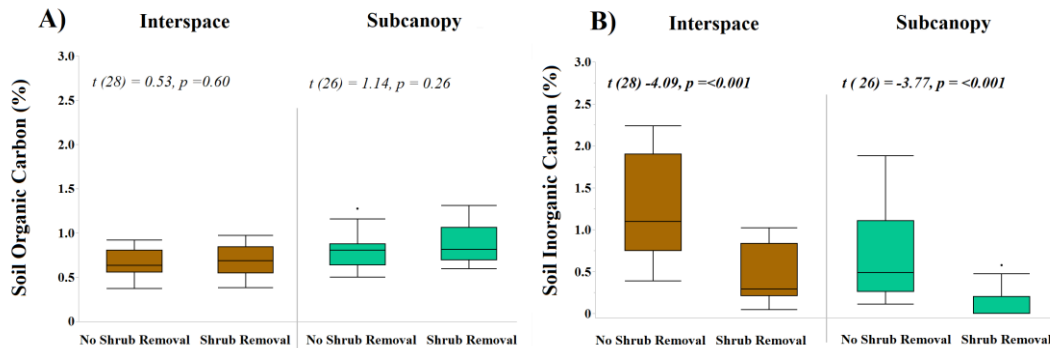 A)
Interspace
Subcanopy
t (28) = 0.53, p =0.60
t (26) = 1.14, p = 0.26
Soil Organic Carbon (%)
3.0
2.5
2.0
1.5
1.0
0.5
0
No Shrub Removal
Shrub Removal
No Shrub Removal
Shrub Removal
B)
Interspace
Subcanopy
t (28) -4.09, p =<0.001
t ( 26) = -3.77, p = <0.001
Soil Inorganic Carbon (%)
3.0
2.5
2.0
1.5
1.0
0.5
0
No Shrub Removal
Shrub Removal
No Shrub Removal
Shrub Removal